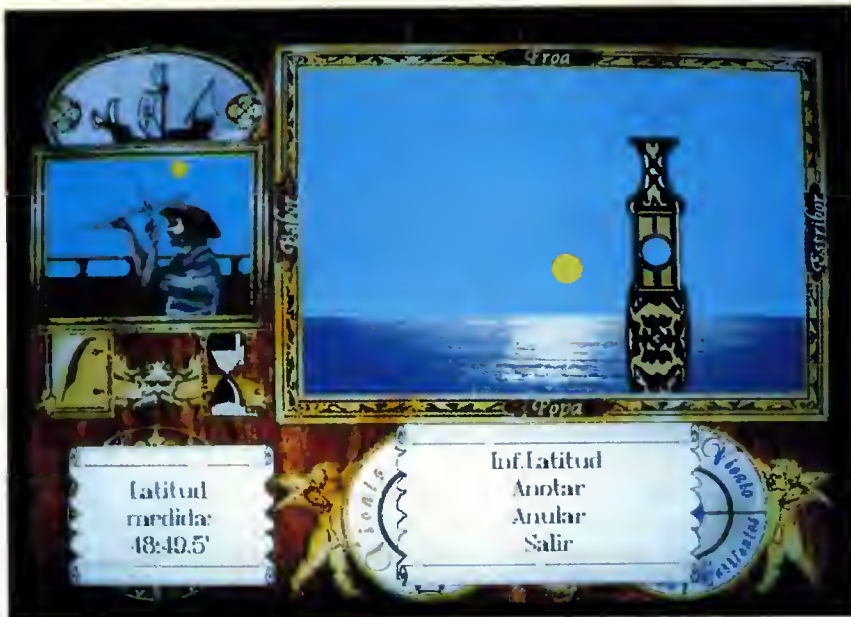 Proa
Babor
Estribor
Popa
Latitud
medida:
48:49.5'
Inf.Latitud
Anotar
Anular
Salir
Viento